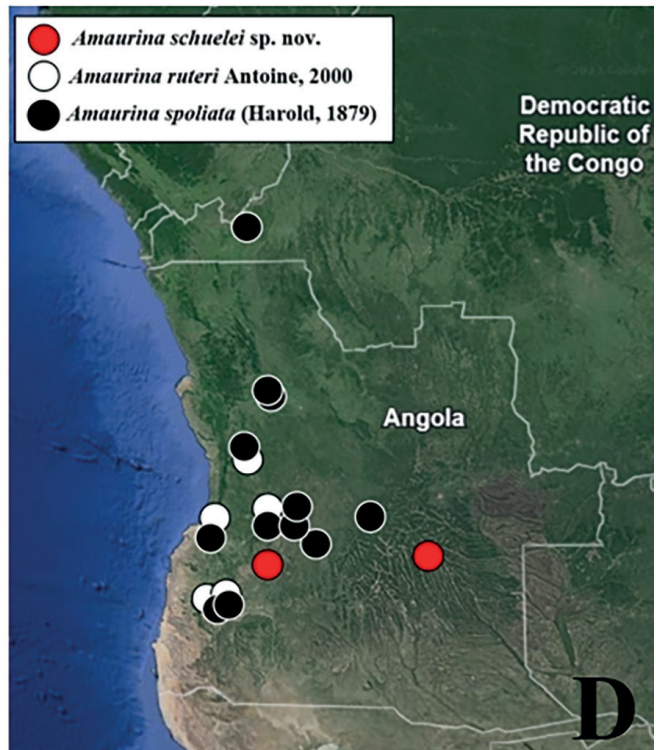 Amaurina schuelei sp. nov.
Amaurina ruteri Antoine, 2000
Amaurina spoliata (Harold, 1879)
Democratic
Republic of
the Congo
Angola
D